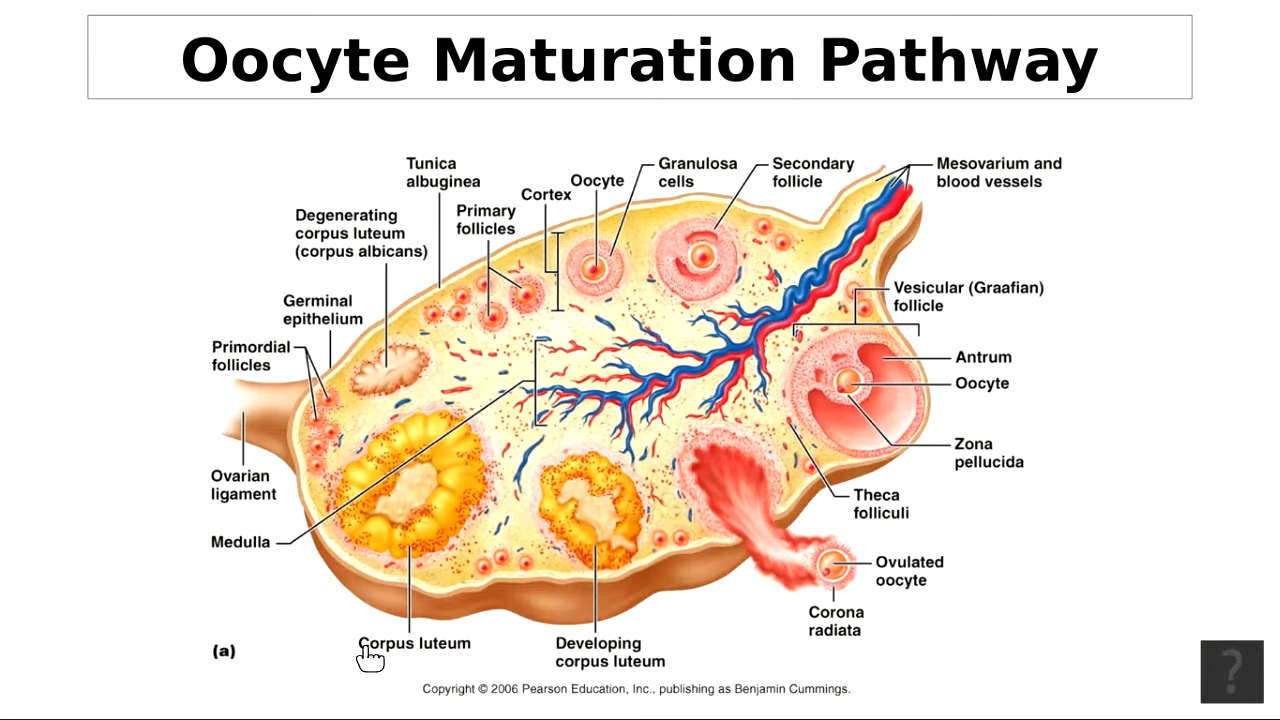 Oocyte Maturation Pathway
Tunica
albuginea
Granulosa
cells
Secondary
follicle
Mesovarium and
blood vessels
Oocyte
Cortex
Primary
follicles
Degenerating
corpus luteum
(corpus albicans)
Vesicular (Graafian)
follicle
Germinal
epithelium
Primordial
follicles
Antrum
Oocyte
Zona
pellucida
Ovarian
ligament
Theca
folliculi
Medulla
Ovulated
oocyte
Corona
radiata
Corpus luteum
Developing
corpus luteum
(a)
Copyright © 2006 Pearson Education, Inc., publishing as Benjamin Cummings.
?